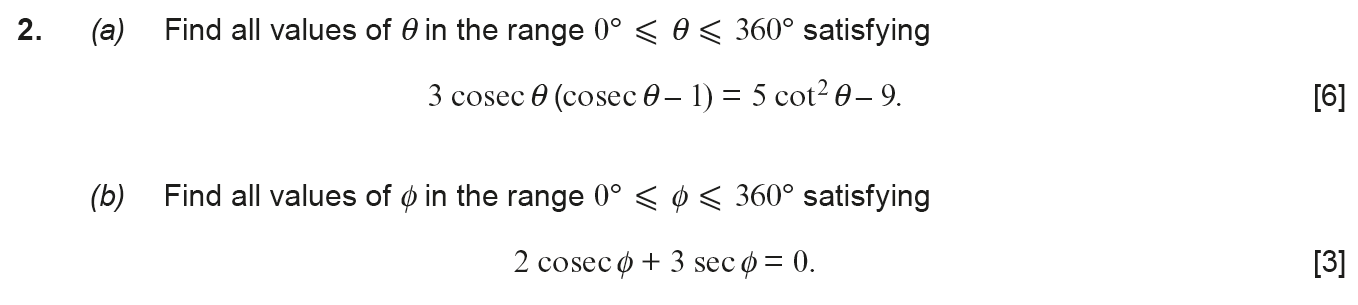 2. (a) Find all values of θ in the range 0° ⩽ θ ⩽ 360° satisfying
3 cosec θ (cosec θ – 1) = 5 cot² θ – 9. [6]
(b) Find all values of ϕ in the range 0° ⩽ ϕ ⩽ 360° satisfying
2 cosec ϕ + 3 sec ϕ = 0. [3]